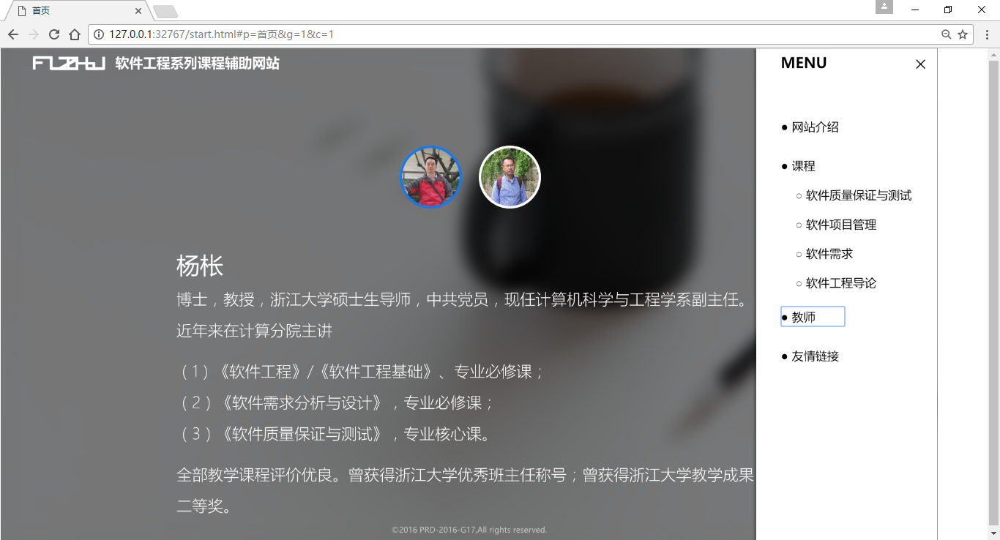 首页
127.0.0.1:32767/start.html#p=首页&g=1&c=1
软件工程系列课程辅助网站
杨枨
博士，教授，浙江大学硕士生导师，中共党员，现任计算机科学与工程学系副主任。
近年来在计算分院主讲
（1）《软件工程》/《软件工程基础》、专业必修课；
（2）《软件需求分析与设计》，专业必修课；
（3）《软件质量保证与测试》，专业核心课。
全部教学课程评价优良。曾获得浙江大学优秀班主任称号；曾获得浙江大学教学成果
二等奖。
©2016 PRD-2016-G17,All rights reserved.
MENU
网站介绍
课程
软件质量保证与测试
软件项目管理
软件需求
软件工程导论
教师
友情链接